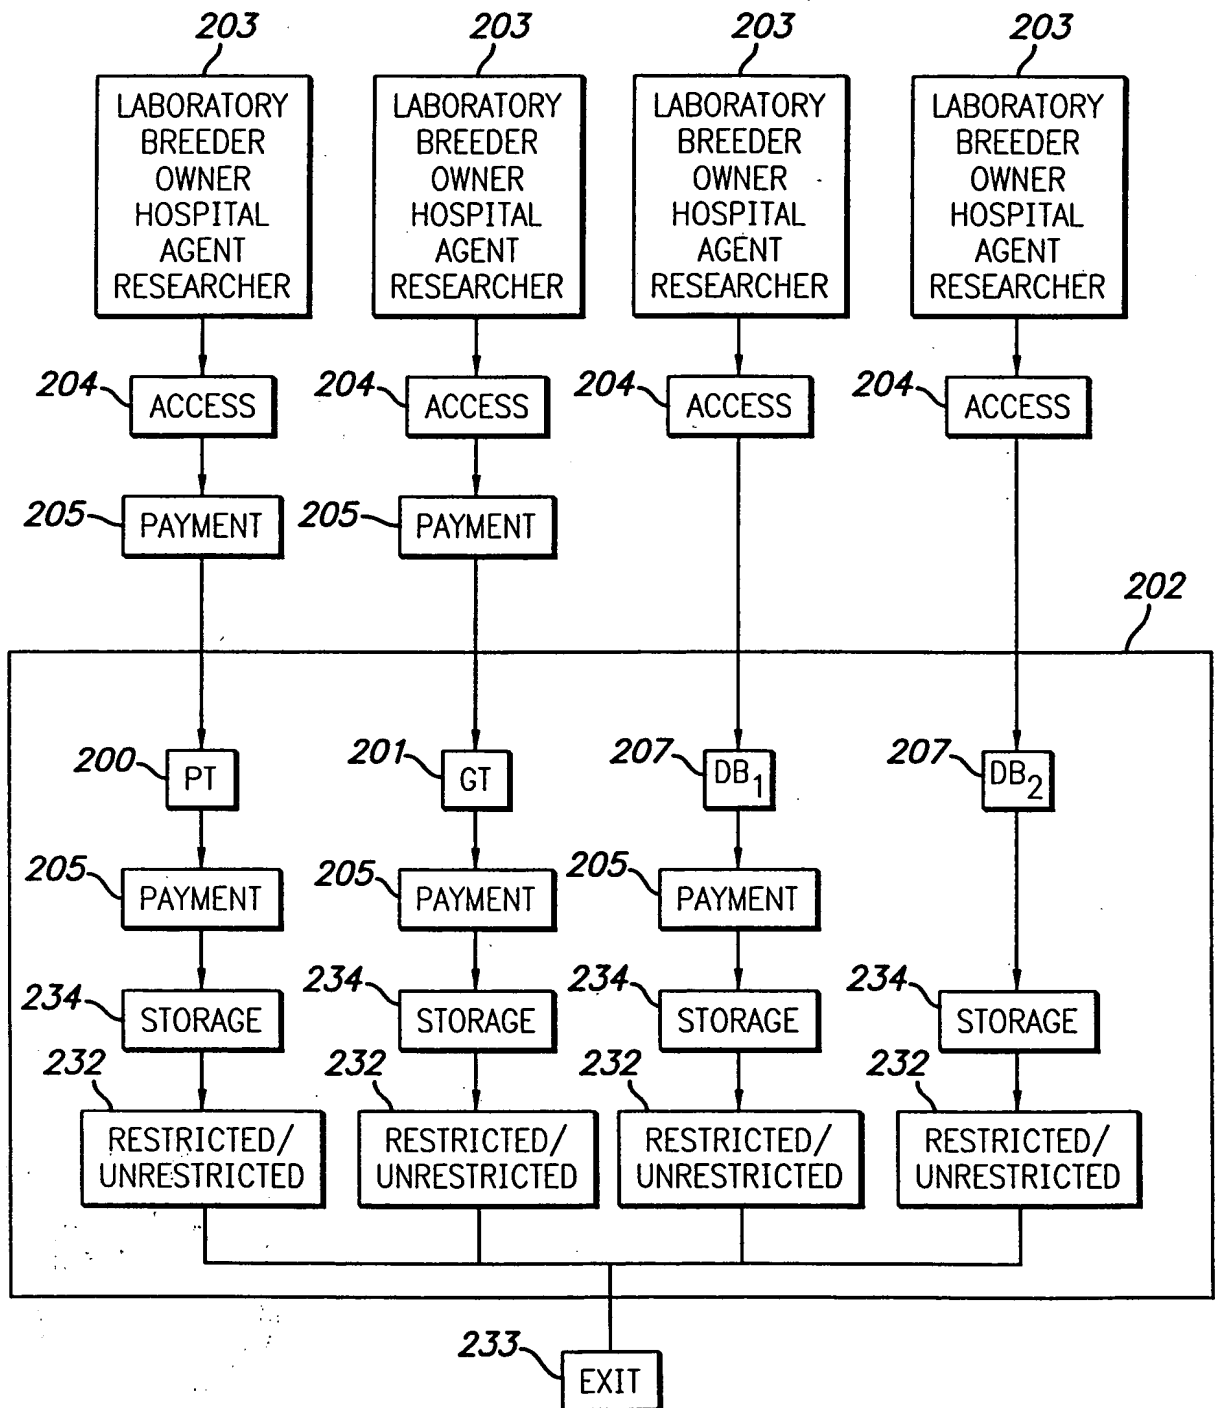 203 203 203 203
LABORATORY LABORATORY LABORATORY LABORATORY
BREEDER BREEDER BREEDER BREEDER
OWNER OWNER OWNER OWNER
HOSPITAL HOSPITAL HOSPITAL HOSPITAL
AGENT AGENT AGENT AGENT
RESEARCHER RESEARCHER RESEARCHER RESEARCHER
204 ACCESS 204 ACCESS 204 ACCESS 204 ACCESS
205 PAYMENT 205 PAYMENT
202
200 PT 201 GT 207 DB1 207 DB2
205 PAYMENT 205 PAYMENT 205 PAYMENT
234 STORAGE 234 STORAGE 234 STORAGE 234 STORAGE
232 232 232 232
RESTRICTED/ RESTRICTED/ RESTRICTED/ RESTRICTED/
UNRESTRICTED UNRESTRICTED UNRESTRICTED UNRESTRICTED
233 EXIT